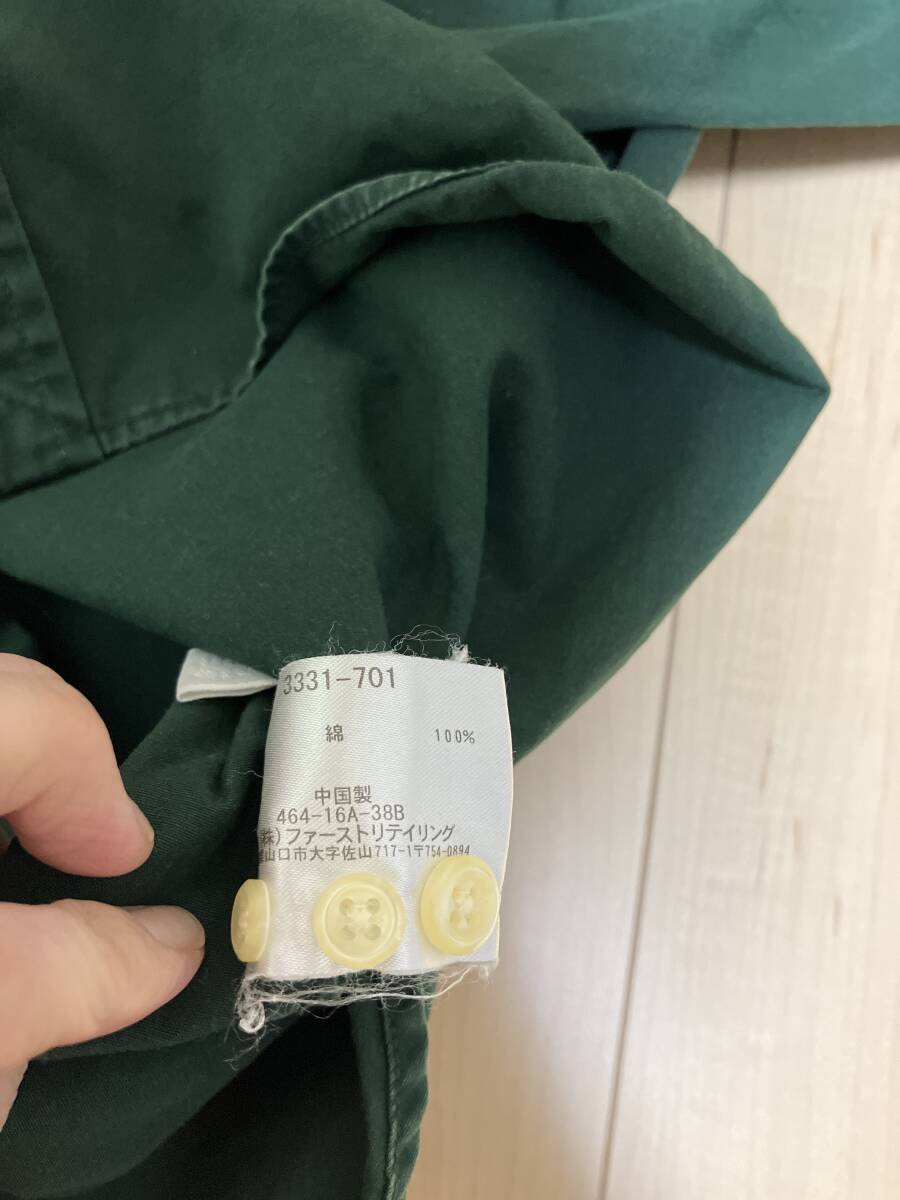 3331-701
綿 100%
中国製
464-16A-38B
株)ファーストリテイリング
山口市大字佐山717-1〒754-0894